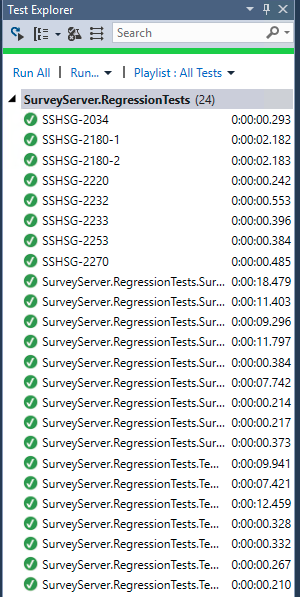 Test Explorer
Search
Run All | Run... | Playlist : All Tests
SurveyServer.RegressionTests (24)
SSHSG-2034 0:00:00.293
SSHSG-2180-1 0:00:02.182
SSHSG-2180-2 0:00:02.183
SSHSG-2220 0:00:00.242
SSHSG-2232 0:00:00.553
SSHSG-2233 0:00:00.396
SSHSG-2253 0:00:00.384
SSHSG-2270 0:00:00.485
SurveyServer.RegressionTests.Sur... 0:00:18.479
SurveyServer.RegressionTests.Sur... 0:00:11.403
SurveyServer.RegressionTests.Sur... 0:00:09.296
SurveyServer.RegressionTests.Sur... 0:00:11.797
SurveyServer.RegressionTests.Sur... 0:00:00.384
SurveyServer.RegressionTests.Sur... 0:00:07.742
SurveyServer.RegressionTests.Sur... 0:00:00.214
SurveyServer.RegressionTests.Sur... 0:00:00.217
SurveyServer.RegressionTests.Sur... 0:00:00.373
SurveyServer.RegressionTests.Te... 0:00:09.941
SurveyServer.RegressionTests.Te... 0:00:07.421
SurveyServer.RegressionTests.Te... 0:00:12.459
SurveyServer.RegressionTests.Te... 0:00:00.328
SurveyServer.RegressionTests.Te... 0:00:00.332
SurveyServer.RegressionTests.Te... 0:00:00.267
SurveyServer.RegressionTests.Te... 0:00:00.210